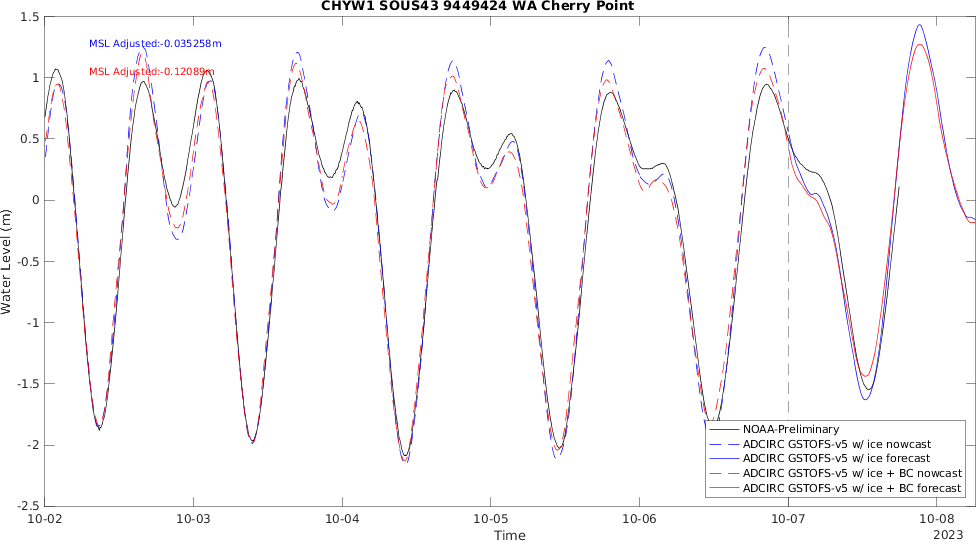 CHYW1 SOUS43 9449424 WA Cherry Point
MSL Adjusted:-0.035258m
MSL Adjusted:-0.12089m
1.5
1
0.5
0
-0.5
-1
-1.5
-2
-2.5
Water Level (m)
NOAA-Preliminary
ADCIRC GSTOFS-v5 w/ ice nowcast
ADCIRC GSTOFS-v5 w/ ice forecast
ADCIRC GSTOFS-v5 w/ ice + BC nowcast
ADCIRC GSTOFS-v5 w/ ice + BC forecast
10-02 10-03 10-04 10-05 10-06 10-07 10-08
Time
2023